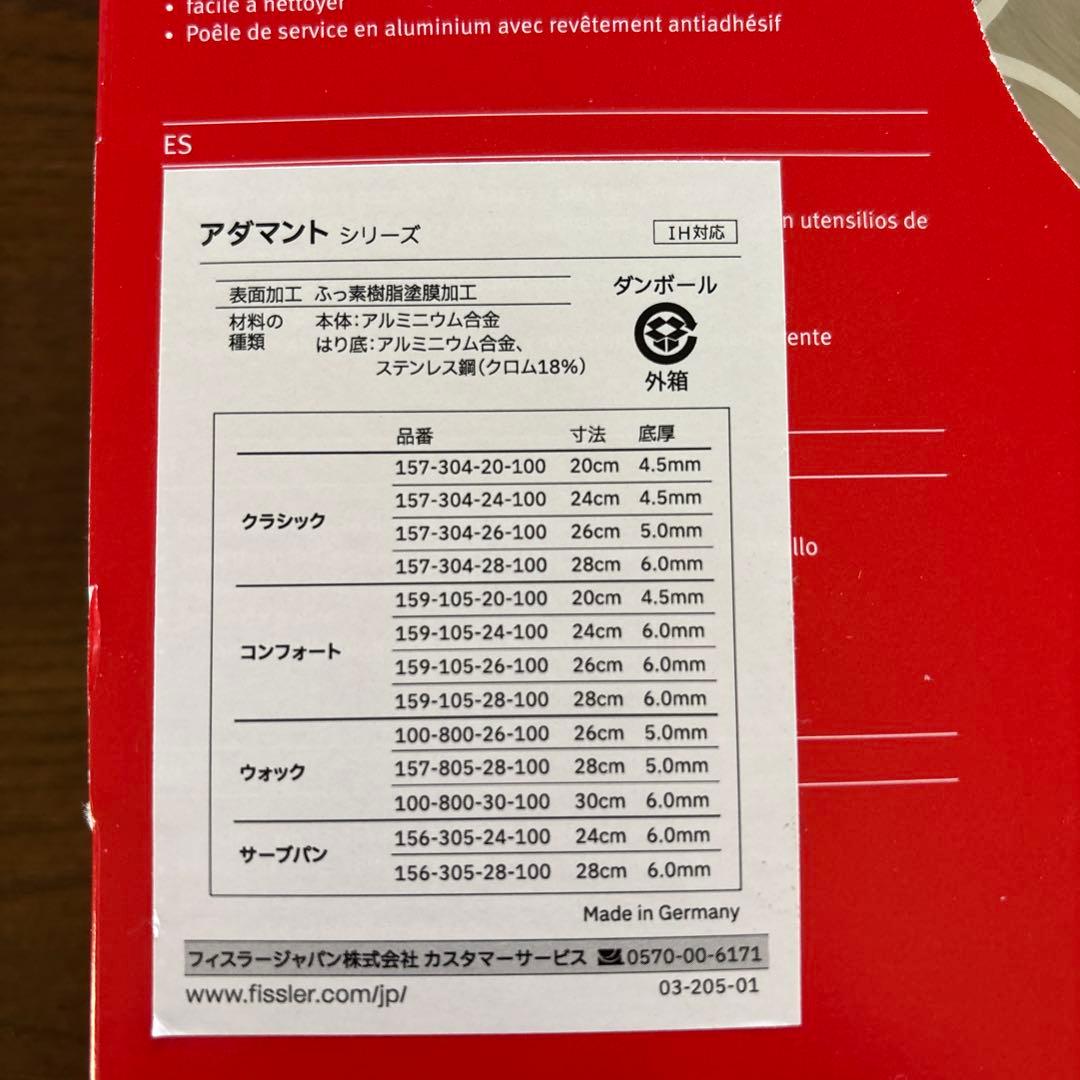 • facile à nettoyer
• Poêle de service en aluminium avec revêtement antiadhésif
ES
アダマント シリーズ
IH対応
n utensilios de
表面加工 ふっ素樹脂塗膜加工
材料の種類 本体:アルミニウム合金
はり底:アルミニウム合金、
ステンレス鋼(クロム18%)
ダンボール
外箱
ente
品番 寸法 底厚
クラシック
157-304-20-100 20cm 4.5mm
157-304-24-100 24cm 4.5mm
157-304-26-100 26cm 5.0mm
157-304-28-100 28cm 6.0mm
llo
コンフォート
159-105-20-100 20cm 4.5mm
159-105-24-100 24cm 6.0mm
159-105-26-100 26cm 6.0mm
159-105-28-100 28cm 6.0mm
ウォック
100-800-26-100 26cm 5.0mm
157-805-28-100 28cm 5.0mm
100-800-30-100 30cm 6.0mm
サーブパン
156-305-24-100 24cm 6.0mm
156-305-28-100 28cm 6.0mm
Made in Germany
フィスラージャパン株式会社 カスタマーサービス 0570-00-6171
www.fissler.com/jp/
03-205-01